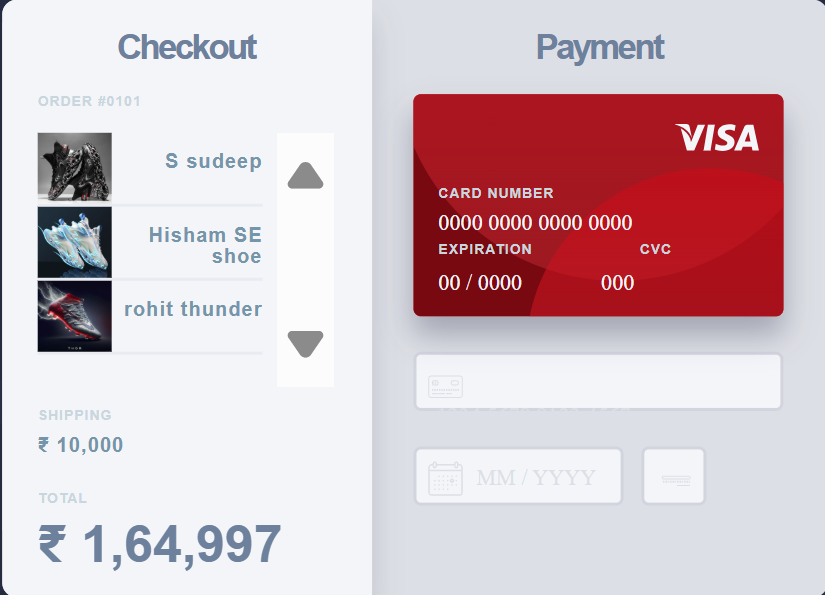 Checkout
ORDER #0101
S sudeep
Hisham SE
shoe
rohit thunder
SHIPPING
₹ 10,000
TOTAL
₹ 1,64,997
Payment
VISA
CARD NUMBER
0000 0000 0000 0000
EXPIRATION CVC
00 / 0000 000
MM / YYYY